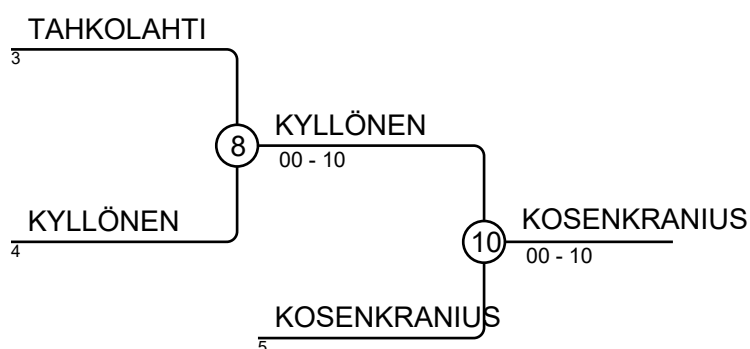 TAHKOLAHTI
3
8
KYLLÖNEN
00 - 10
KYLLÖNEN
4
10
KOSENKRANIUS
00 - 10
KOSENKRANIUS
5